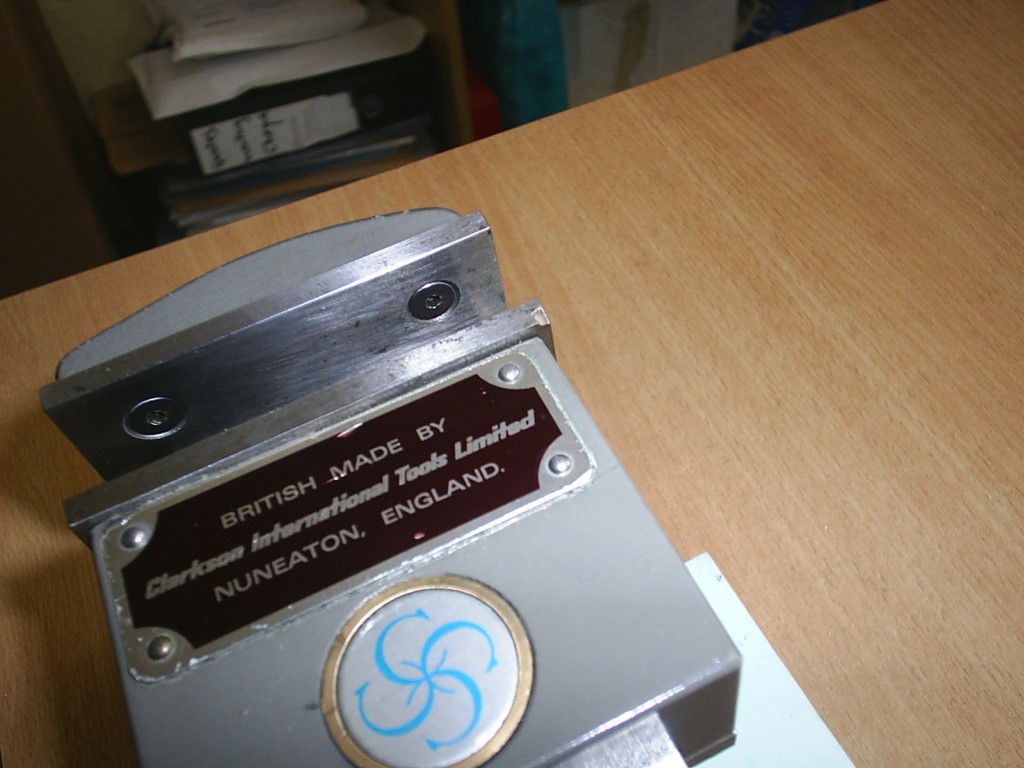 BRITISH MADE BY
Clarkson International Tools Limited
NUNEATON, ENGLAND.